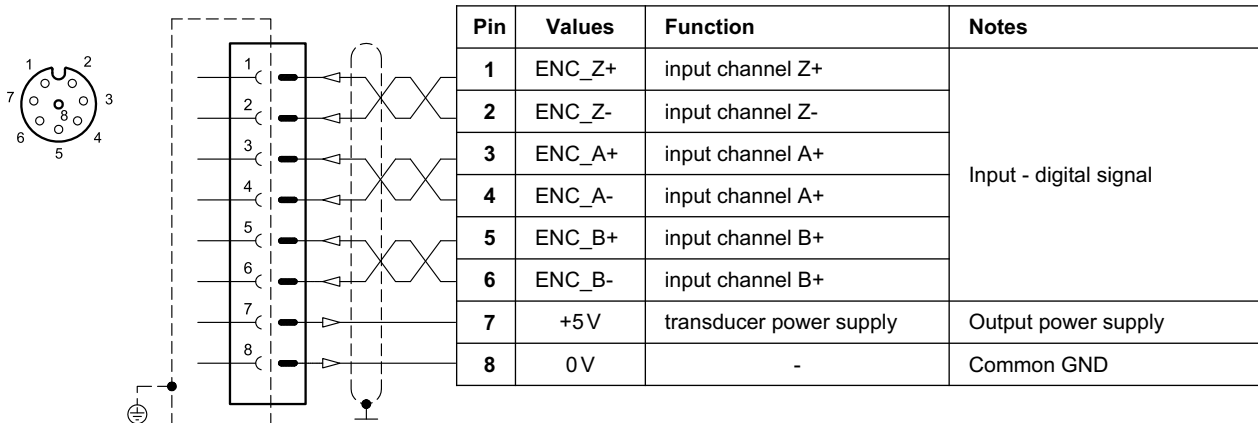 Pin Values Function Notes
1 ENC_Z+ input channel Z+
2 ENC_Z- input channel Z-
3 ENC_A+ input channel A+
4 ENC_A- input channel A+
Input - digital signal
5 ENC_B+ input channel B+
6 ENC_B- input channel B+
7 +5V transducer power supply Output power supply
8 0V - Common GND
1 2
7 8 3
6 4
5
1
2
3
4
5
6
7
8